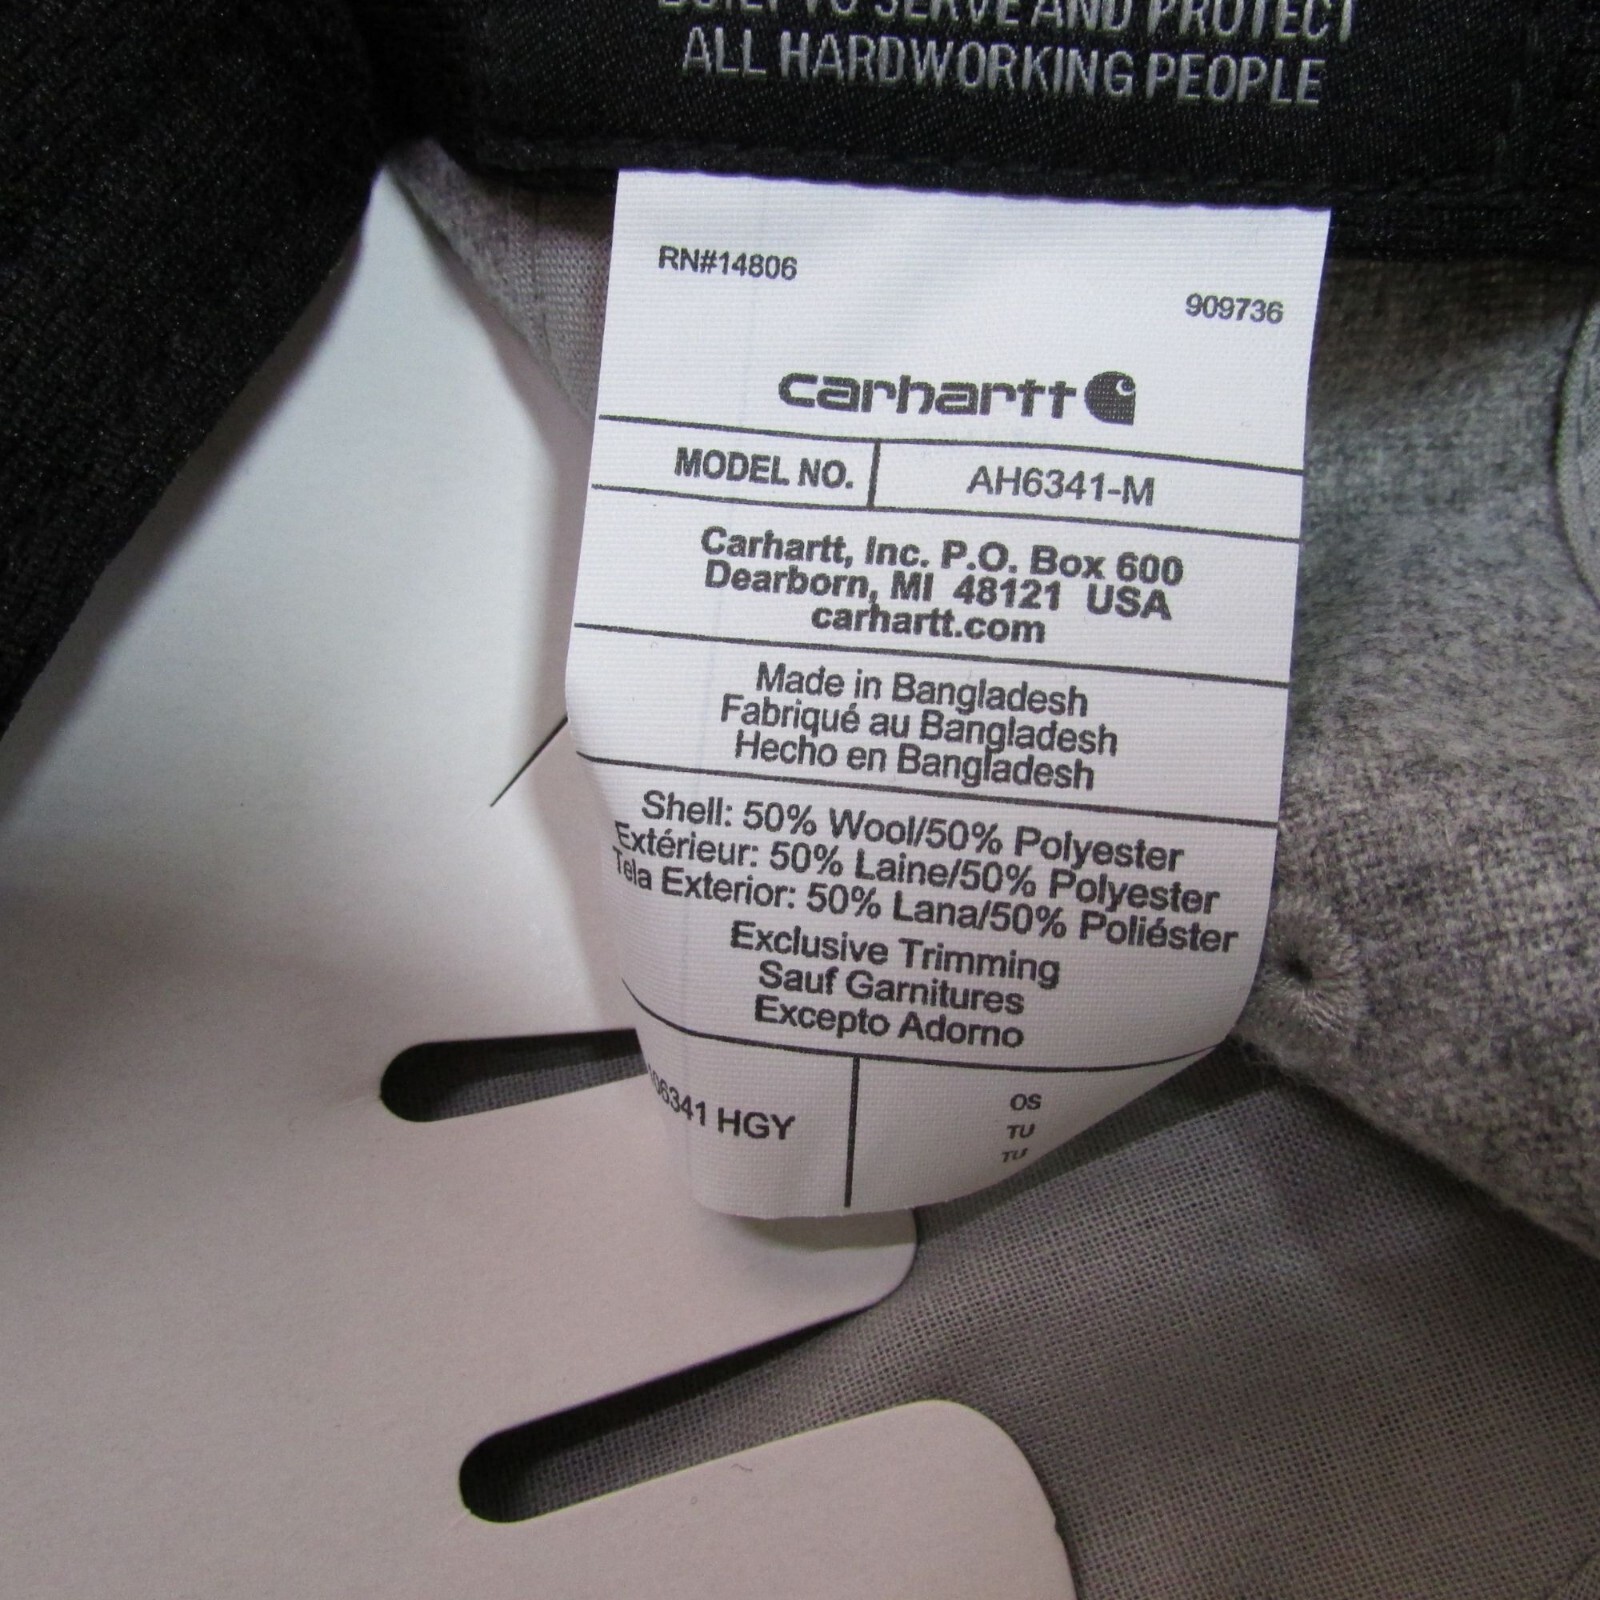 BUILT TO SERVE AND PROTECT
ALL HARDWORKING PEOPLE
RN#14806
909736
carhartt
MODEL NO. AH6341-M
Carhartt, Inc. P.O. Box 600
Dearborn, MI 48121 USA
carhartt.com
Made in Bangladesh
Fabriqué au Bangladesh
Hecho en Bangladesh
Shell: 50% Wool/50% Polyester
Extérieur: 50% Laine/50% Polyester
Tela Exterior: 50% Lana/50% Poliéster
Exclusive Trimming
Sauf Garnitures
Excepto Adorno
HGY
OS
TU
TU